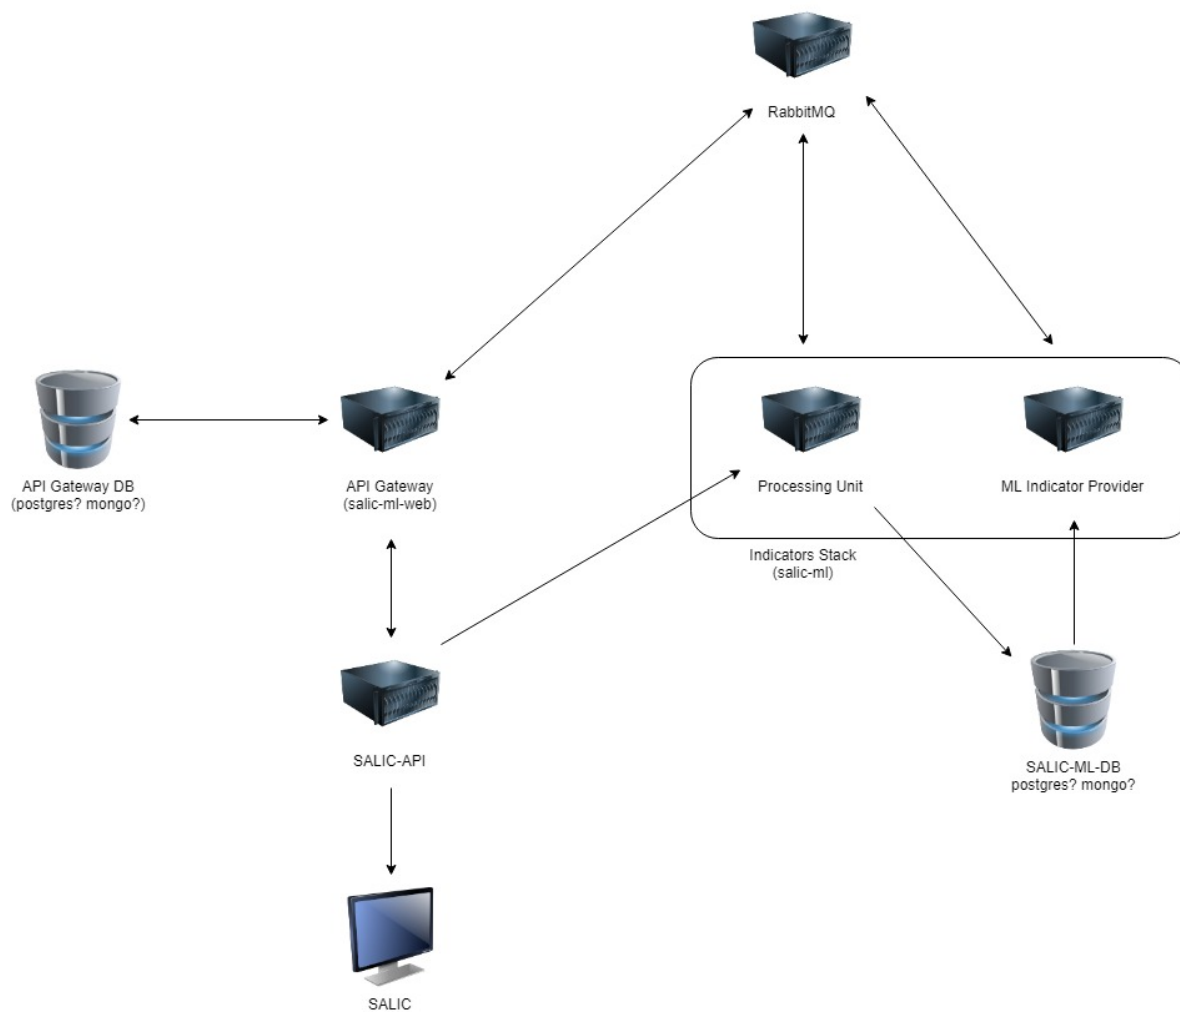 RabbitMQ
API Gateway DB
(postgres? mongo?)
API Gateway
(salic-ml-web)
Processing Unit
ML Indicator Provider
Indicators Stack
(salic-ml)
SALIC-API
SALIC-ML-DB
postgres? mongo?
SALIC